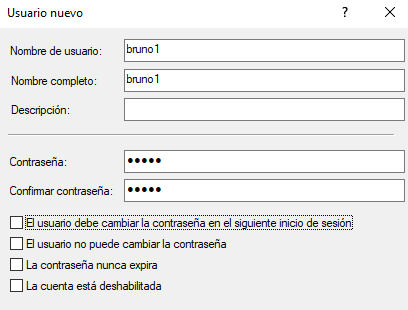 Usuario nuevo ? ✕
Nombre de usuario: bruno1
Nombre completo: bruno1
Descripción:
Contraseña: •••••
Confirmar contraseña: •••••
El usuario debe cambiar la contraseña en el siguiente inicio de sesión
El usuario no puede cambiar la contraseña
La contraseña nunca expira
La cuenta está deshabilitada